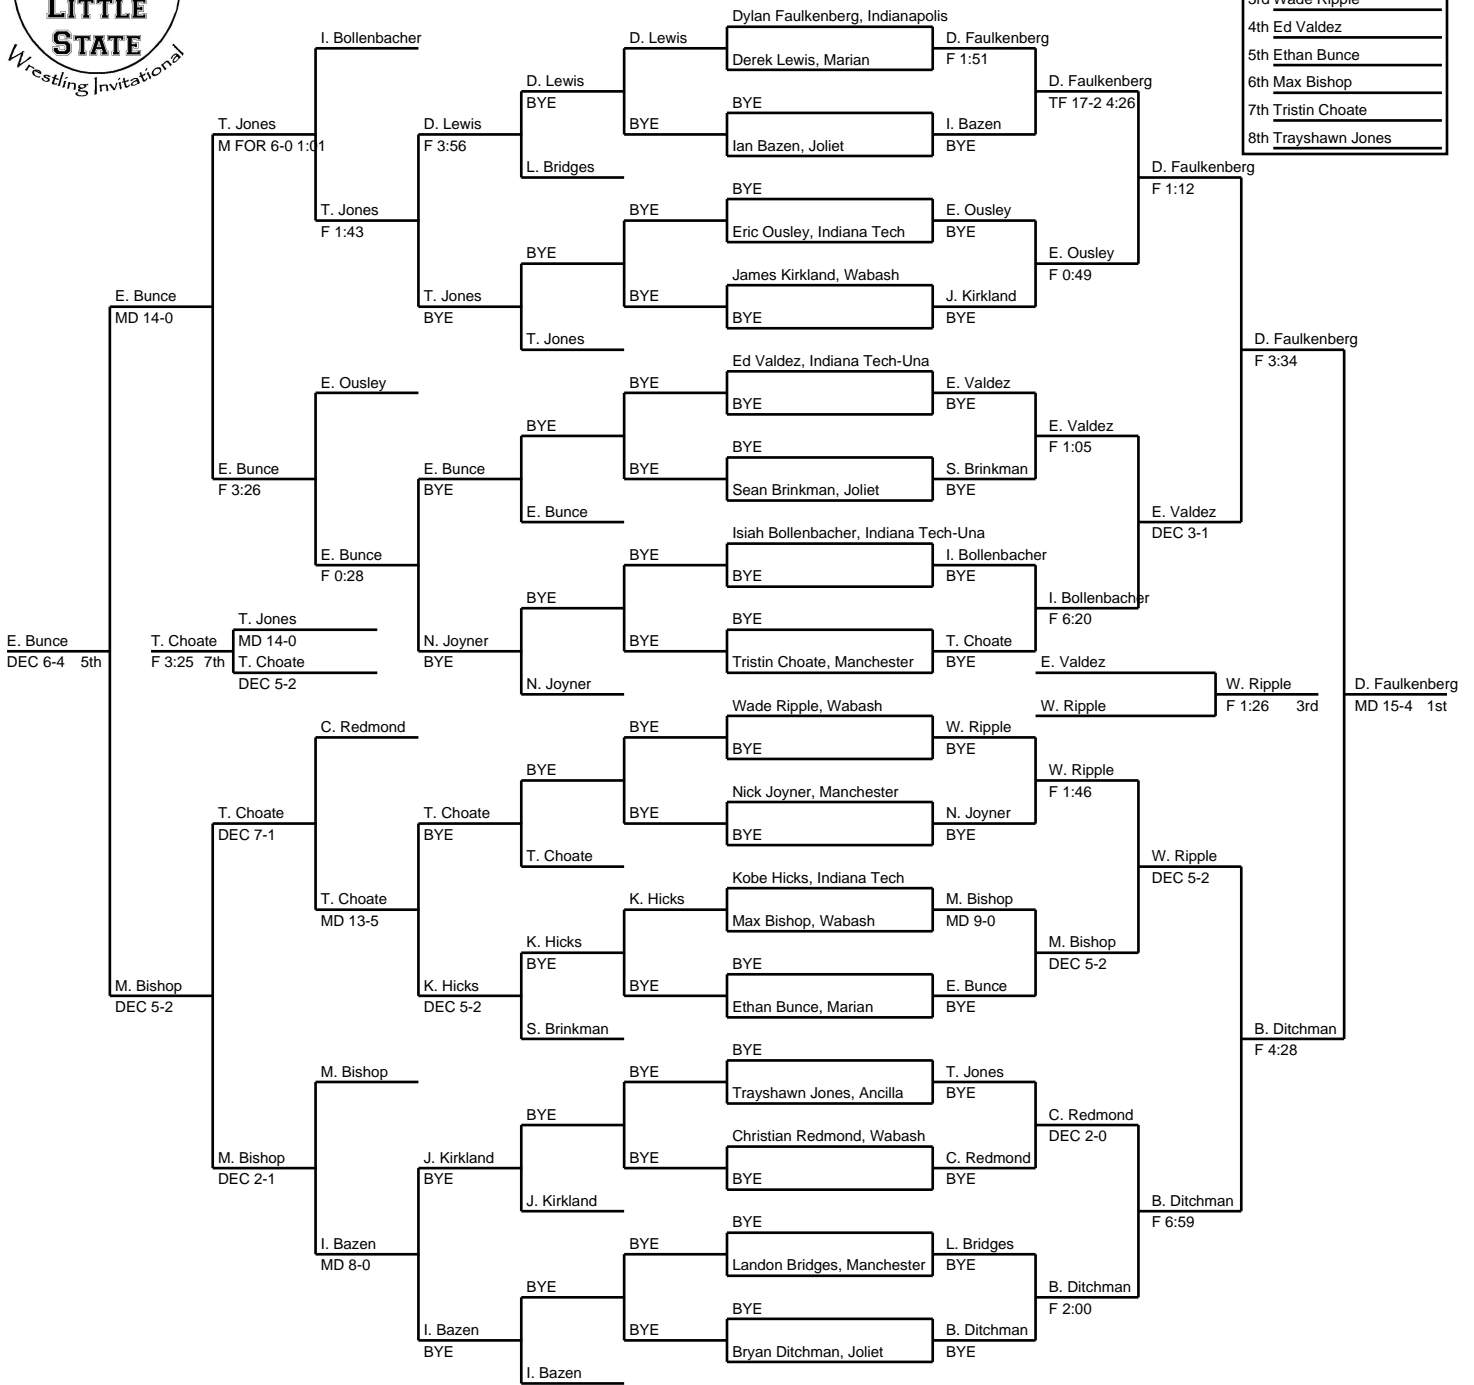 LITTLE
STATE
Wrestling Invitational
3rd Wade Ripple
4th Ed Valdez
5th Ethan Bunce
6th Max Bishop
7th Tristin Choate
8th Trayshawn Jones
Dylan Faulkenberg, Indianapolis
I. Bollenbacher
D. Lewis
D. Faulkenberg
Derek Lewis, Marian
F 1:51
D. Lewis
D. Faulkenberg
BYE
BYE
TF 17-2 4:26
T. Jones
D. Lewis
BYE
I. Bazen
M FOR 6-0 1:01
F 3:56
Ian Bazen, Joliet
BYE
L. Bridges
D. Faulkenberg
BYE
F 1:12
T. Jones
BYE
E. Ousley
F 1:43
Eric Ousley, Indiana Tech
BYE
BYE
E. Ousley
James Kirkland, Wabash
F 0:49
E. Bunce
T. Jones
BYE
J. Kirkland
MD 14-0
BYE
BYE
BYE
T. Jones
D. Faulkenberg
Ed Valdez, Indiana Tech-Una
F 3:34
E. Ousley
BYE
E. Valdez
BYE
BYE
BYE
E. Valdez
BYE
F 1:05
E. Bunce
E. Bunce
BYE
S. Brinkman
F 3:26
BYE
Sean Brinkman, Joliet
BYE
E. Bunce
E. Valdez
Isiah Bollenbacher, Indiana Tech-Una
DEC 3-1
E. Bunce
BYE
I. Bollenbacher
F 0:28
BYE
BYE
BYE
I. Bollenbacher
T. Jones
BYE
F 6:20
E. Bunce
T. Choate
MD 14-0
N. Joyner
BYE
T. Choate
DEC 6-4 5th
F 3:25 7th
T. Choate
BYE
Tristin Choate, Manchester
BYE
E. Valdez
DEC 5-2
N. Joyner
W. Ripple
D. Faulkenberg
Wade Ripple, Wabash
W. Ripple
F 1:26 3rd
MD 15-4 1st
C. Redmond
BYE
W. Ripple
BYE
BYE
BYE
W. Ripple
Nick Joyner, Manchester
F 1:46
T. Choate
T. Choate
BYE
N. Joyner
DEC 7-1
BYE
BYE
BYE
T. Choate
W. Ripple
Kobe Hicks, Indiana Tech
DEC 5-2
T. Choate
K. Hicks
M. Bishop
MD 13-5
Max Bishop, Wabash
MD 9-0
K. Hicks
M. Bishop
BYE
BYE
DEC 5-2
M. Bishop
K. Hicks
BYE
E. Bunce
DEC 5-2
DEC 5-2
Ethan Bunce, Marian
BYE
S. Brinkman
B. Ditchman
BYE
F 4:28
M. Bishop
BYE
T. Jones
Trayshawn Jones, Ancilla
BYE
BYE
C. Redmond
Christian Redmond, Wabash
DEC 2-0
M. Bishop
J. Kirkland
BYE
C. Redmond
DEC 2-1
BYE
BYE
BYE
J. Kirkland
B. Ditchman
BYE
F 6:59
I. Bazen
BYE
L. Bridges
MD 8-0
Landon Bridges, Manchester
BYE
BYE
B. Ditchman
BYE
F 2:00
I. Bazen
BYE
B. Ditchman
BYE
Bryan Ditchman, Joliet
BYE
I. Bazen